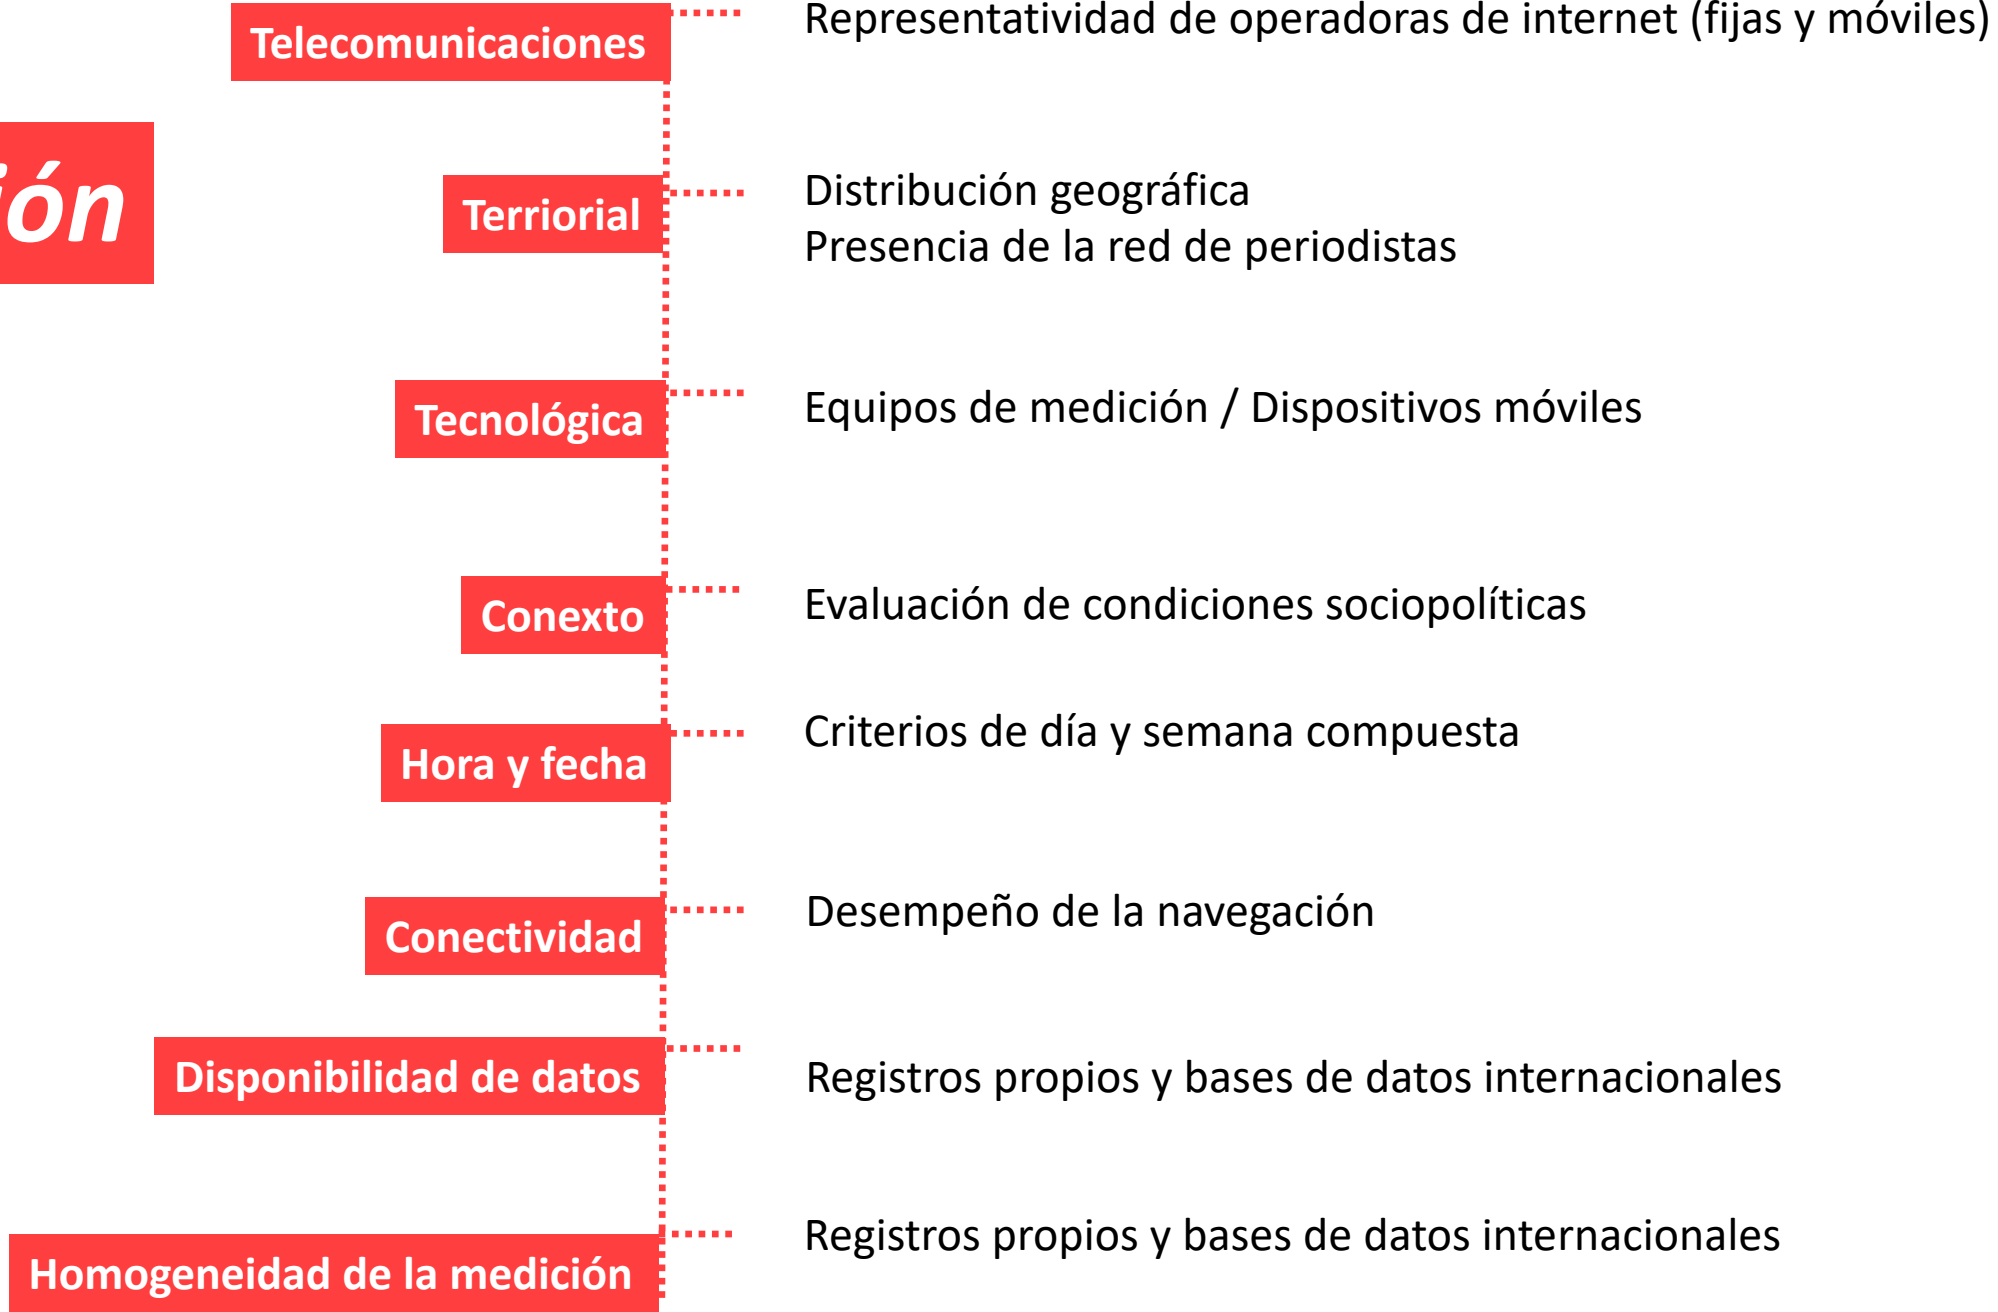 Telecomunicaciones
Representatividad de operadoras de internet (fijas y móviles)
ión
Terriorial
Distribución geográfica
Presencia de la red de periodistas
Tecnológica
Equipos de medición / Dispositivos móviles
Conexto
Evaluación de condiciones sociopolíticas
Hora y fecha
Criterios de día y semana compuesta
Conectividad
Desempeño de la navegación
Disponibilidad de datos
Registros propios y bases de datos internacionales
Homogeneidad de la medición
Registros propios y bases de datos internacionales